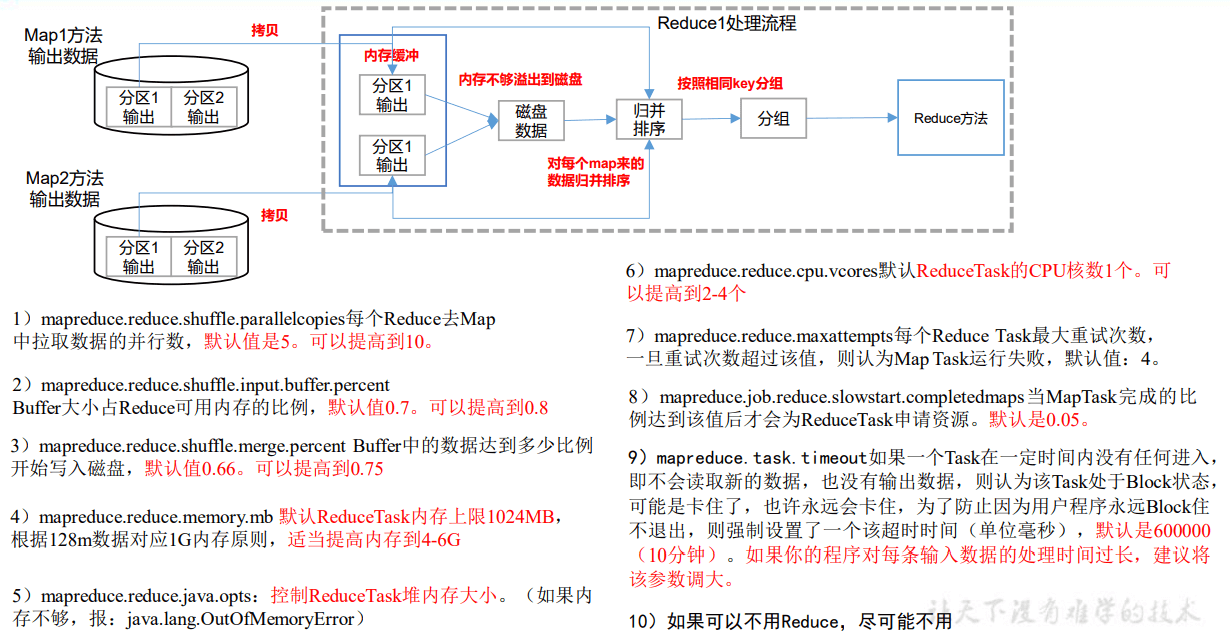 Map1方法
输出数据
拷贝
Reduce1处理流程
内存缓冲
分区1
输出
分区2
输出
分区1
输出
内存不够溢出到磁盘
磁盘
数据
归并
排序
按照相同key分组
分组
Reduce方法
分区1
输出
对每个map来的
数据归并排序
Map2方法
输出数据
拷贝
分区1
输出
分区2
输出
1）mapreduce.reduce.shuffle.parallelcopies每个Reduce去Map
中拉取数据的并行数，默认值是5。可以提高到10。
2）mapreduce.reduce.shuffle.input.buffer.percent
Buffer大小占Reduce可用内存的比例，默认值0.7。可以提高到0.8
3）mapreduce.reduce.shuffle.merge.percent Buffer中的数据达到多少比例
开始写入磁盘，默认值0.66。可以提高到0.75
4）mapreduce.reduce.memory.mb 默认ReduceTask内存上限1024MB，
根据128m数据对应1G内存原则，适当提高内存到4-6G
5）mapreduce.reduce.java.opts：控制ReduceTask堆内存大小。（如果内
存不够，报：java.lang.OutOfMemoryError）
6）mapreduce.reduce.cpu.vcores默认ReduceTask的CPU核数1个。可
以提高到2-4个
7）mapreduce.reduce.maxattempts每个Reduce Task最大重试次数，
一旦重试次数超过该值，则认为Map Task运行失败，默认值：4。
8）mapreduce.job.reduce.slowstart.completedmaps当MapTask完成的比
例达到该值后才会为ReduceTask申请资源。默认是0.05。
9）mapreduce.task.timeout如果一个Task在一定时间内没有任何进入，
即不会读取新的数据，也没有输出数据，则认为该Task处于Block状态，
可能是卡住了，也许永远会卡住，为了防止因为用户程序永远Block住
不退出，则强制设置了一个该超时时间（单位毫秒），默认是600000
（10分钟）。如果你的程序对每条输入数据的处理时间过长，建议将
该参数调大。
10）如果可以不用Reduce，尽可能不用
让天下没有难学的技术